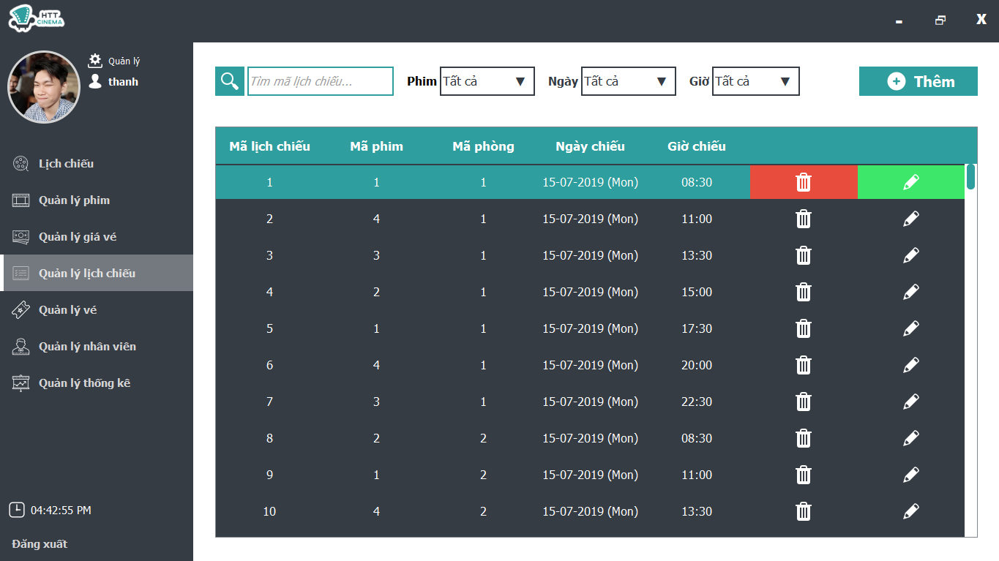 HTT
CINEMA
X
Quản lý
thanh
Lịch chiếu
Quản lý phim
Quản lý giá vé
Quản lý lịch chiếu
Quản lý vé
Quản lý nhân viên
Quản lý thống kê
04:42:55 PM
Đăng xuất
Tìm mã lịch chiếu... Phim Tất cả Ngày Tất cả Giờ Tất cả Thêm
Mã lịch chiếu Mã phim Mã phòng Ngày chiếu Giờ chiếu
1 1 1 15-07-2019 (Mon) 08:30
2 4 1 15-07-2019 (Mon) 11:00
3 3 1 15-07-2019 (Mon) 13:30
4 2 1 15-07-2019 (Mon) 15:00
5 1 1 15-07-2019 (Mon) 17:30
6 4 1 15-07-2019 (Mon) 20:00
7 3 1 15-07-2019 (Mon) 22:30
8 2 2 15-07-2019 (Mon) 08:30
9 1 2 15-07-2019 (Mon) 11:00
10 4 2 15-07-2019 (Mon) 13:30